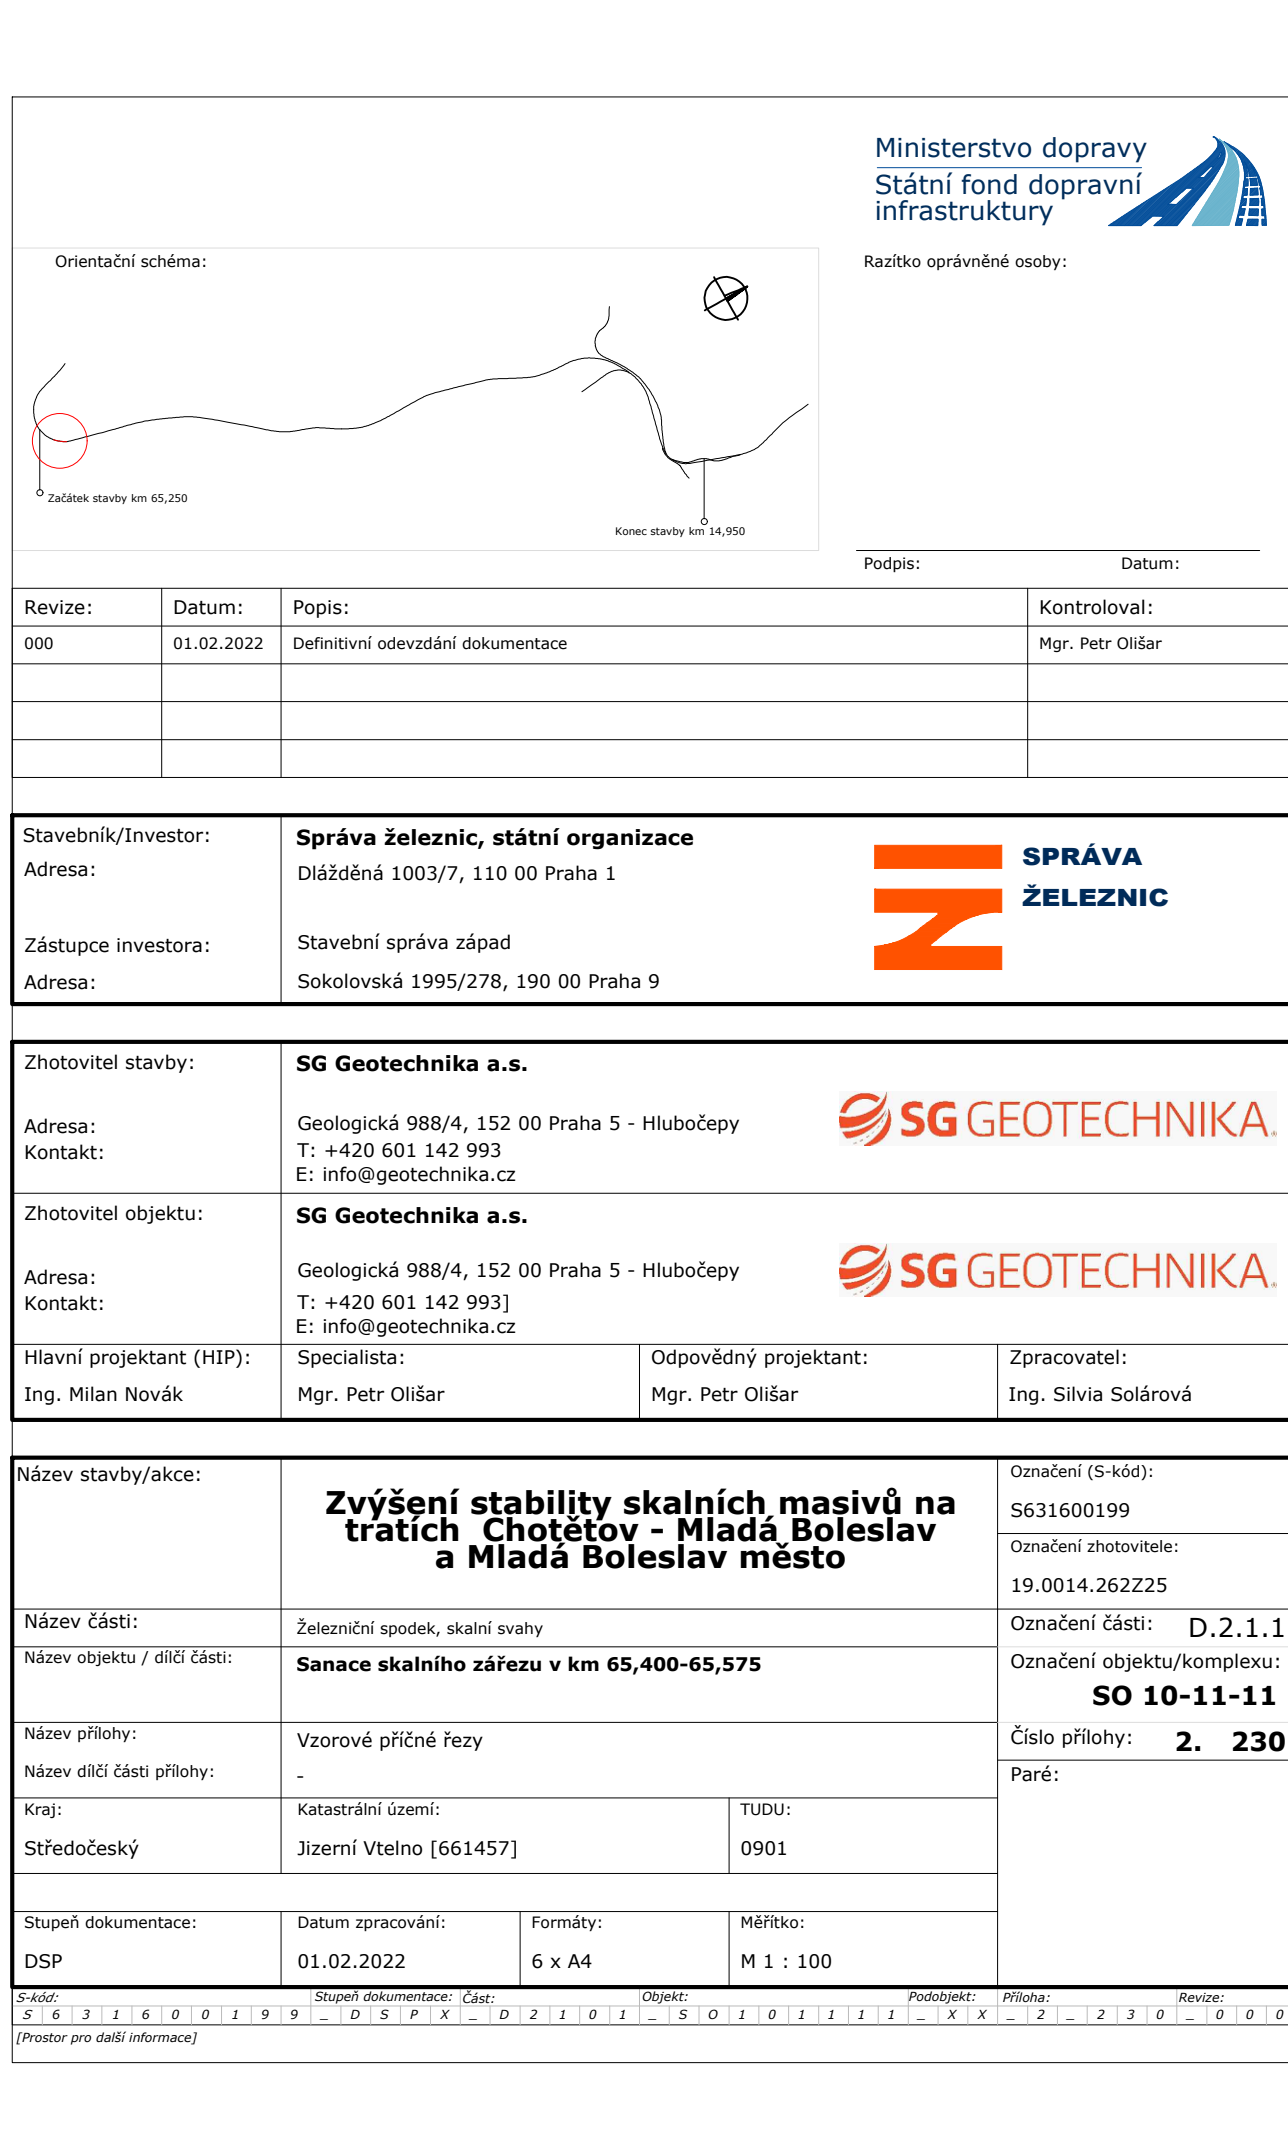 Ministerstvo dopravy
Státní fond dopravní
infrastruktury
Orientační schéma:
Razítko oprávněné osoby:
Začátek stavby km 65,250
Konec stavby km 14,950
Podpis: Datum:
Revize: Datum: Popis: Kontroloval:
000 01.02.2022 Definitivní odevzdání dokumentace Mgr. Petr Olišar
Stavebník/Investor: Správa železnic, státní organizace
Adresa: Dlážděná 1003/7, 110 00 Praha 1
SPRÁVA
ŽELEZNIC
Zástupce investora: Stavební správa západ
Adresa: Sokolovská 1995/278, 190 00 Praha 9
Zhotovitel stavby: SG Geotechnika a.s.
SG GEOTECHNIKA
Adresa: Geologická 988/4, 152 00 Praha 5 - Hlubočepy
Kontakt: T: +420 601 142 993
E: info@geotechnika.cz
Zhotovitel objektu: SG Geotechnika a.s.
SG GEOTECHNIKA
Adresa: Geologická 988/4, 152 00 Praha 5 - Hlubočepy
Kontakt: T: +420 601 142 993]
E: info@geotechnika.cz
Hlavní projektant (HIP): Specialista: Odpovědný projektant: Zpracovatel:
Ing. Milan Novák Mgr. Petr Olišar Mgr. Petr Olišar Ing. Silvia Solárová
Název stavby/akce:
Zvýšení stability skalních masivů na
tratích Chotětov - Mladá Boleslav
a Mladá Boleslav město
Označení (S-kód):
S631600199
Označení zhotovitele:
19.0014.262Z25
Název části: Železniční spodek, skalní svahy Označení části: D.2.1.1
Název objektu / dílčí části: Sanace skalního zářezu v km 65,400-65,575 Označení objektu/komplexu:
SO 10-11-11
Název přílohy: Vzorové příčné řezy Číslo přílohy: 2. 230
Název dílčí části přílohy: - Paré:
Kraj: Katastrální území: TUDU:
Středočeský Jizerní Vtelno [661457] 0901
Stupeň dokumentace: Datum zpracování: Formáty: Měřítko:
DSP 01.02.2022 6 x A4 M 1 : 100
S-kód: Stupeň dokumentace: Část: Objekt: Podobjekt: Příloha: Revize:
S 6 3 1 6 0 0 1 9 9 _ D S P X _ D 2 1 0 1 _ S O 1 0 1 1 1 1 _ X X _ 2 _ 2 3 0 _ 0 0 0
[Prostor pro další informace]